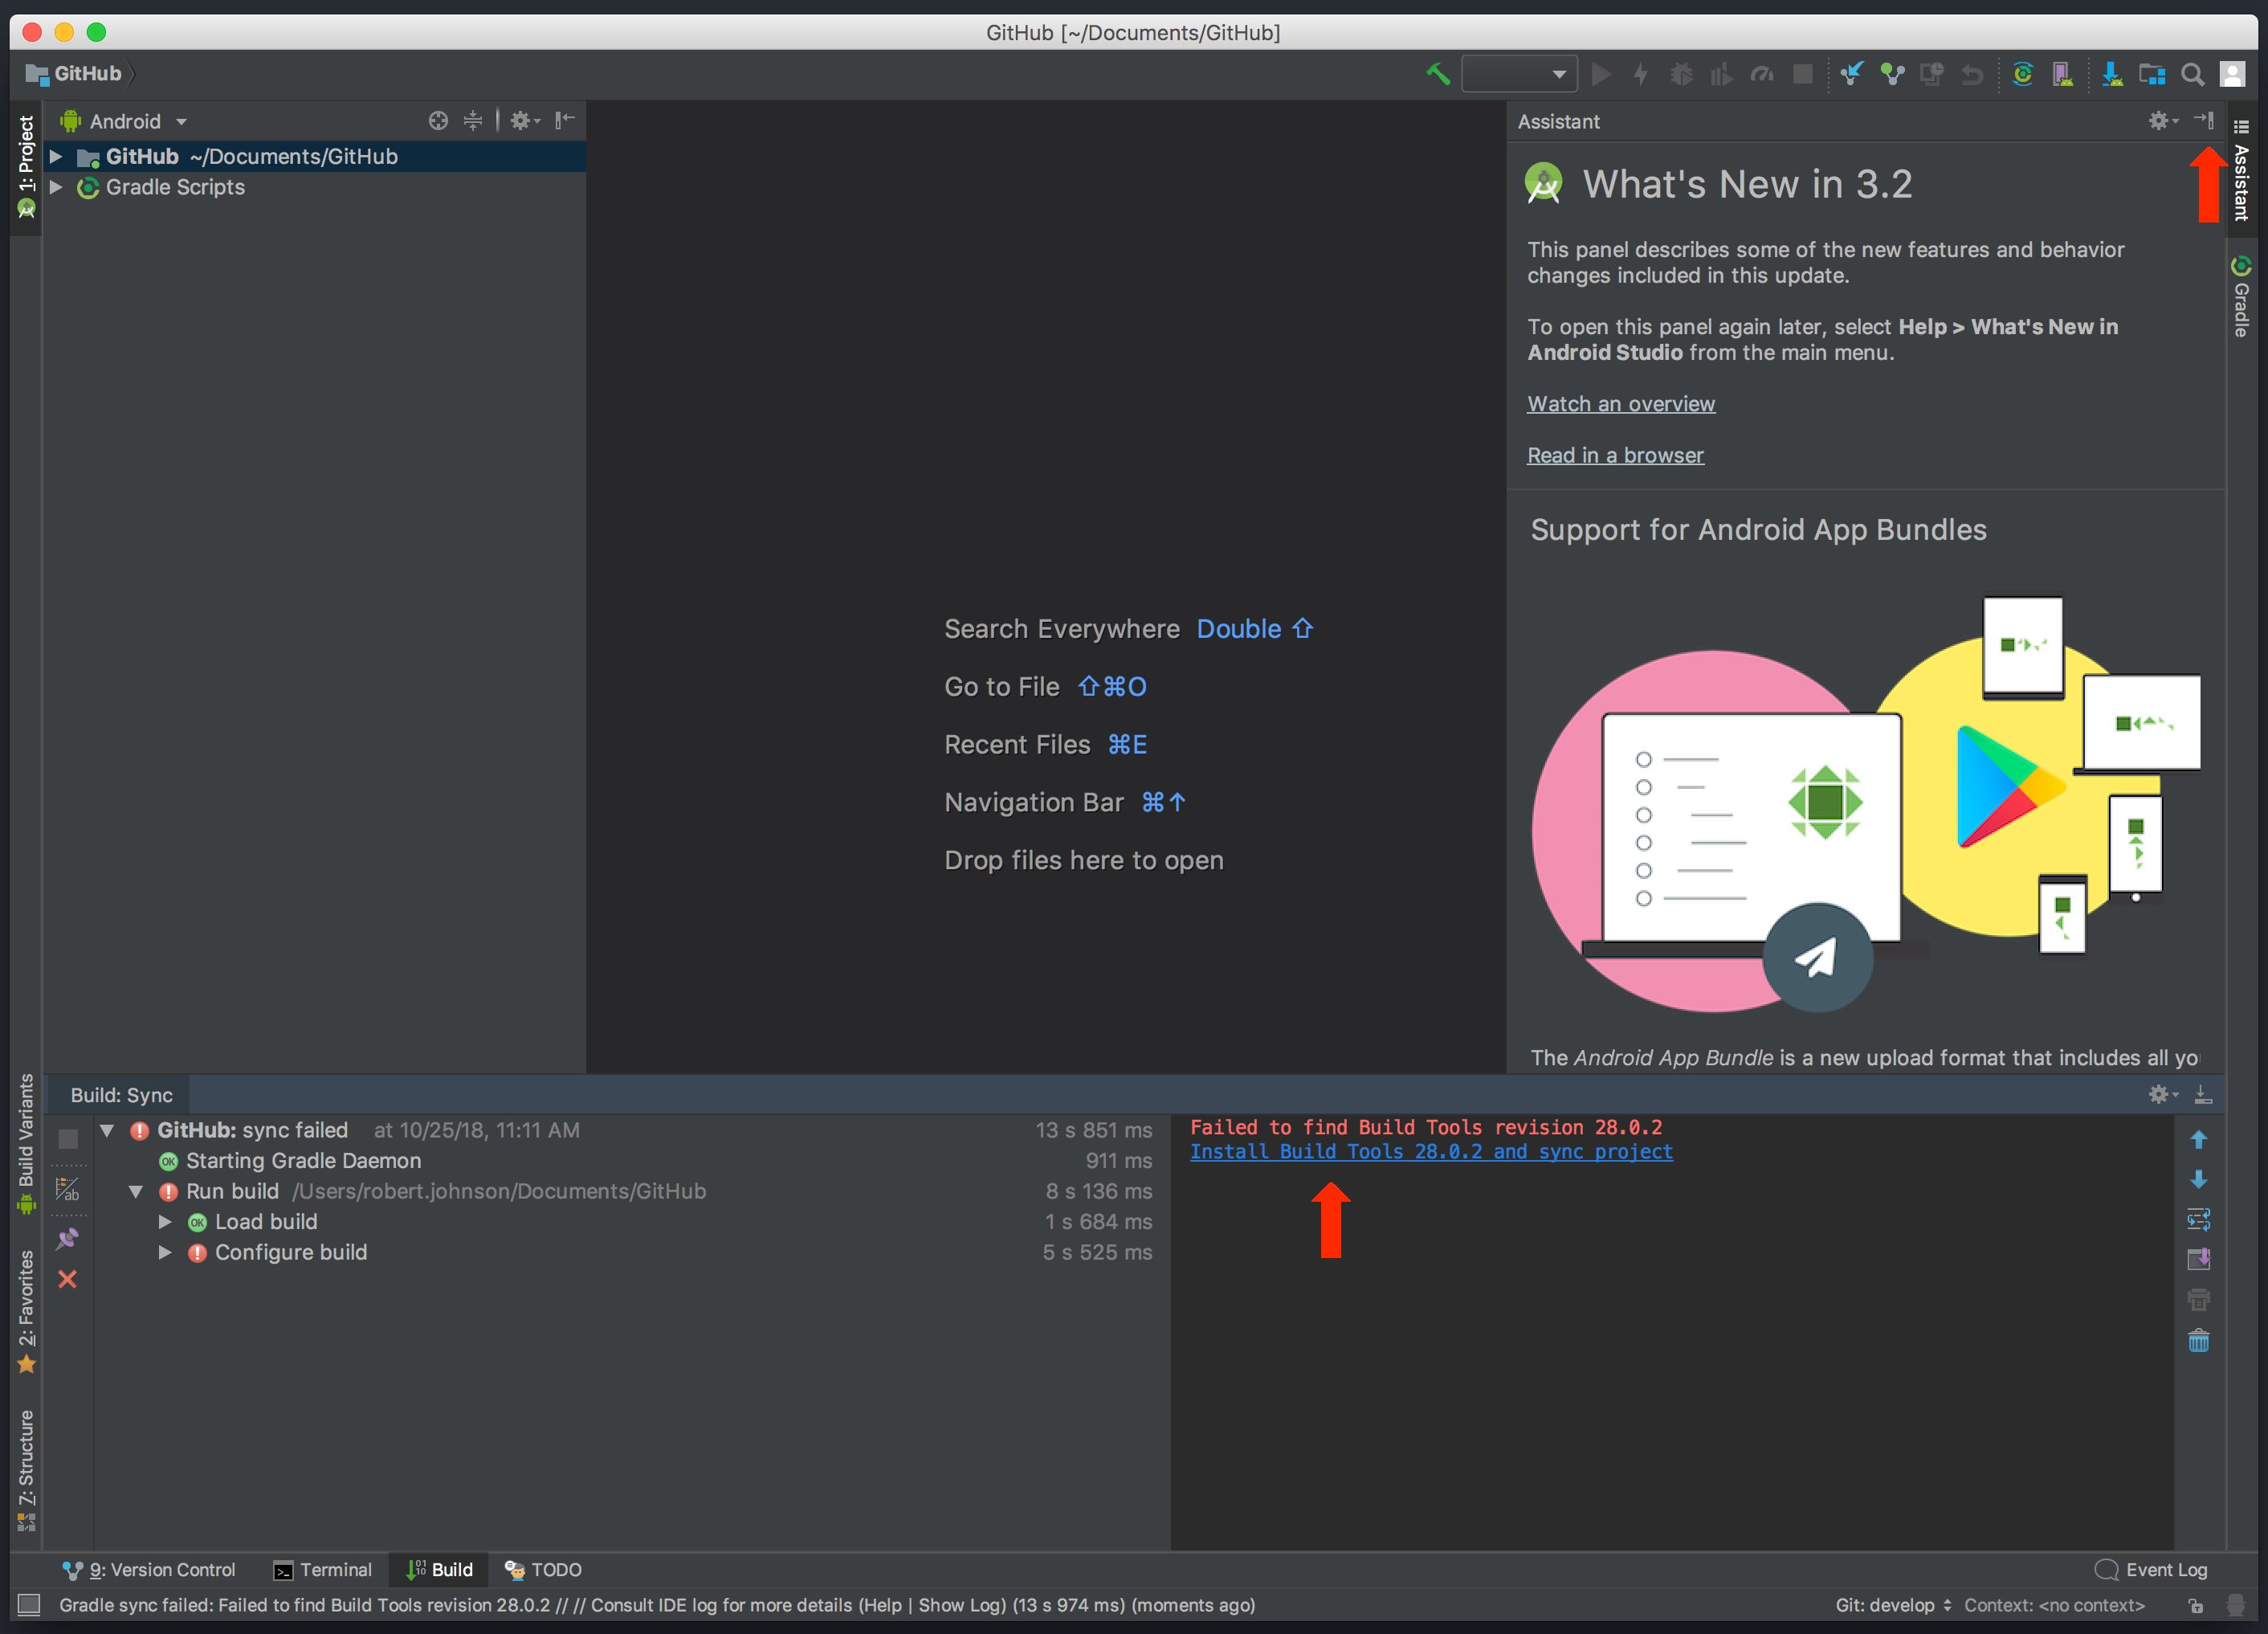 GitHub [~/Documents/GitHub]
GitHub
1: Project
Android
GitHub ~/Documents/GitHub
Gradle Scripts
Search Everywhere Double ⇧
Go to File ⇧⌘O
Recent Files ⌘E
Navigation Bar ⌘↑
Drop files here to open
Assistant
What's New in 3.2
This panel describes some of the new features and behavior
changes included in this update.
To open this panel again later, select Help > What's New in
Android Studio from the main menu.
Watch an overview
Read in a browser
Support for Android App Bundles
The Android App Bundle is a new upload format that includes all yo
Assistant
Gradle
Build Variants
2: Favorites
7: Structure
Build: Sync
GitHub: sync failed at 10/25/18, 11:11 AM 13 s 851 ms
OK Starting Gradle Daemon 911 ms
Run build /Users/robert.johnson/Documents/GitHub 8 s 136 ms
OK Load build 1 s 684 ms
Configure build 5 s 525 ms
Failed to find Build Tools revision 28.0.2
Install Build Tools 28.0.2 and sync project
9: Version Control
Terminal
Build
TODO
Event Log
Gradle sync failed: Failed to find Build Tools revision 28.0.2 // // Consult IDE log for more details (Help | Show Log) (13 s 974 ms) (moments ago)
Git: develop
Context: <no context>